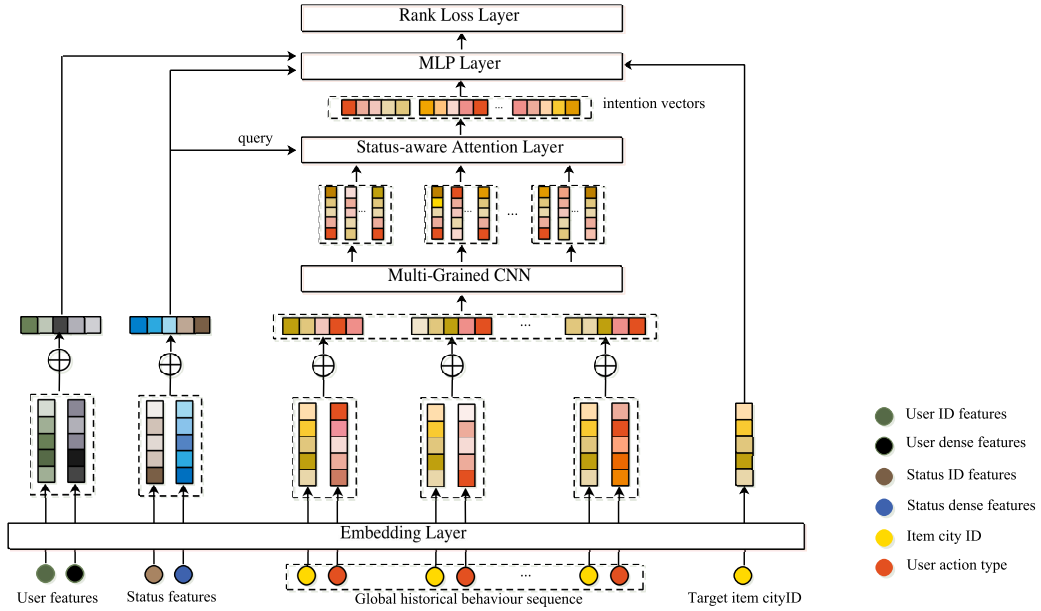 Rank Loss Layer
MLP Layer
intention vectors
...
query
Status-aware Attention Layer
... ... ... ...
Multi-Grained CNN
...
User ID features
User dense features
Status ID features
Status dense features
Item city ID
User action type
Embedding Layer
...
User features
Status features
Global historical behaviour sequence
Target item cityID